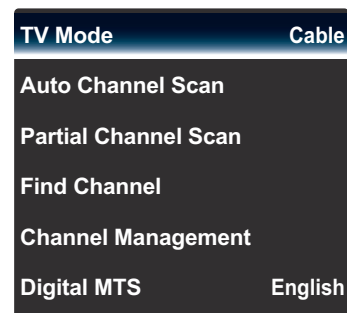 TV Mode Cable
Auto Channel Scan
Partial Channel Scan
Find Channel
Channel Management
Digital MTS English